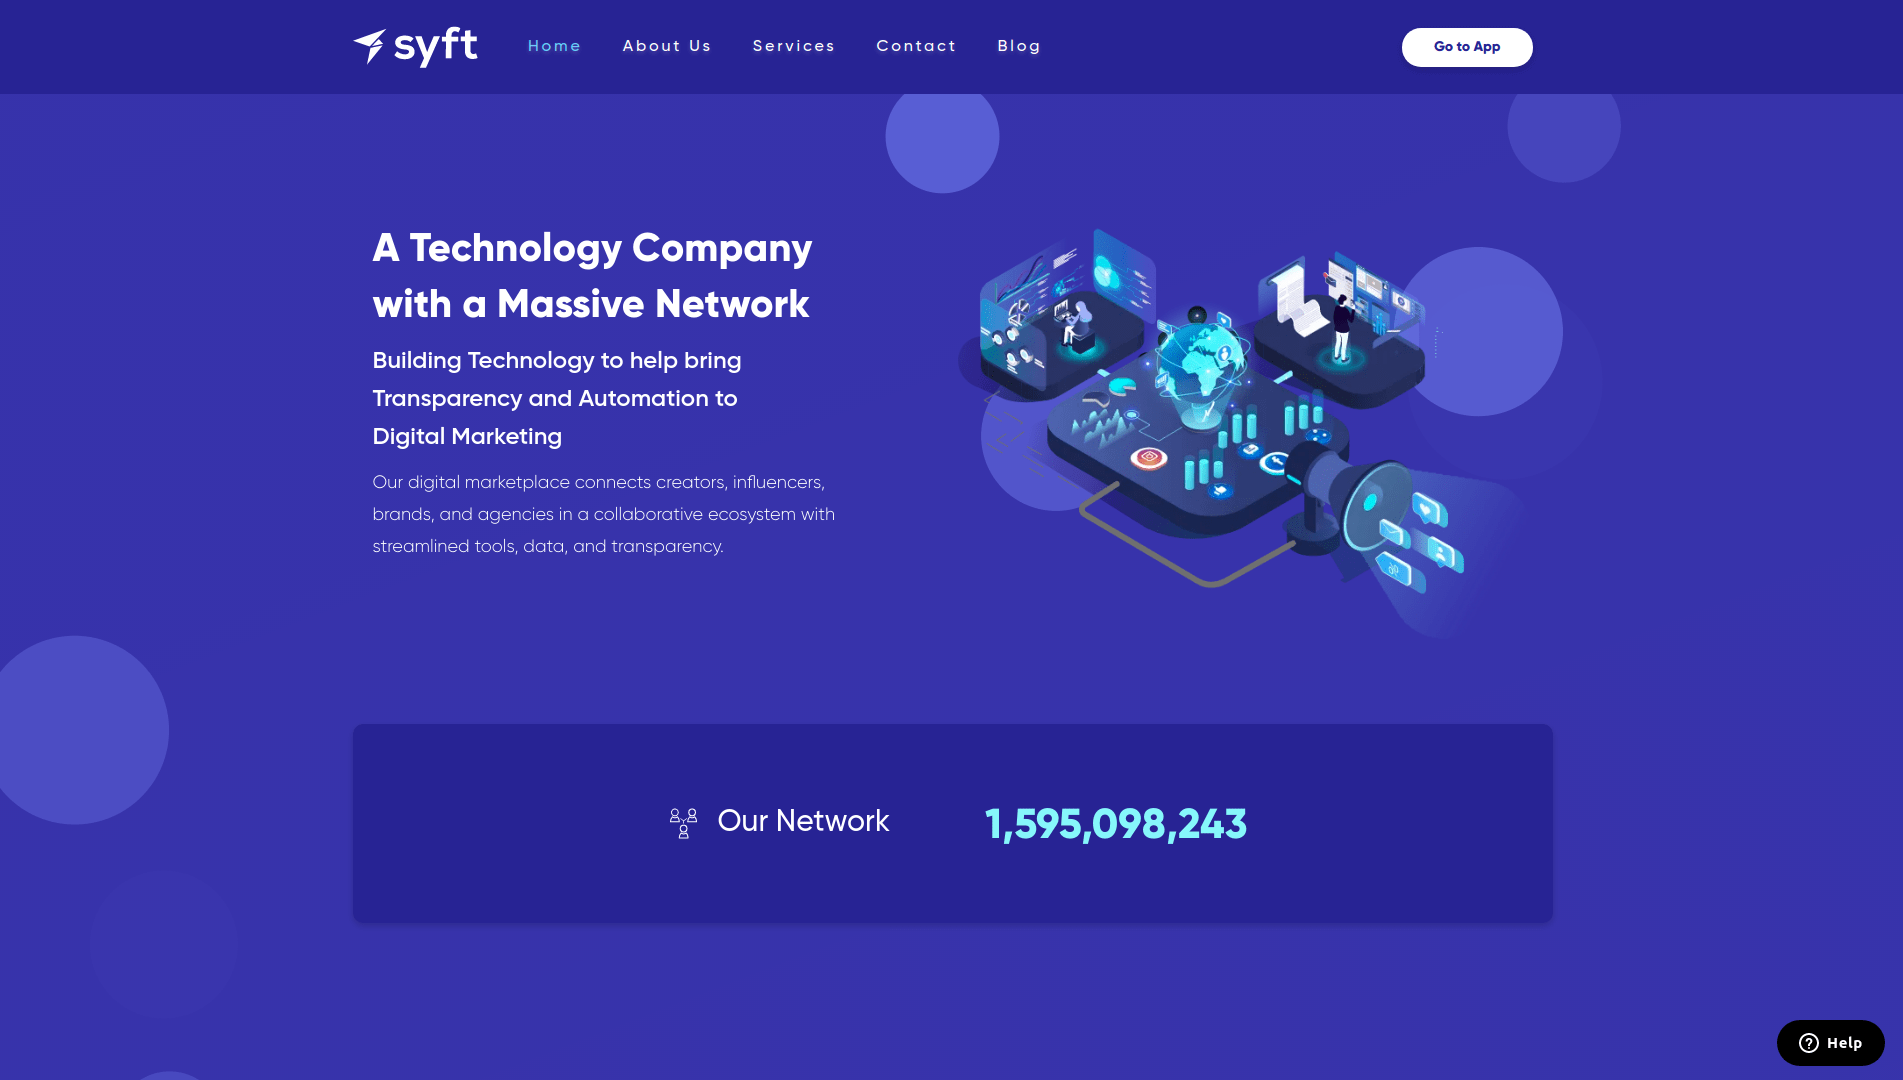 syft
Home
About Us
Services
Contact
Blog
Go to App
A Technology Company
with a Massive Network
Building Technology to help bring
Transparency and Automation to
Digital Marketing
Our digital marketplace connects creators, influencers,
brands, and agencies in a collaborative ecosystem with
streamlined tools, data, and transparency.
Our Network
1,595,098,243
Help